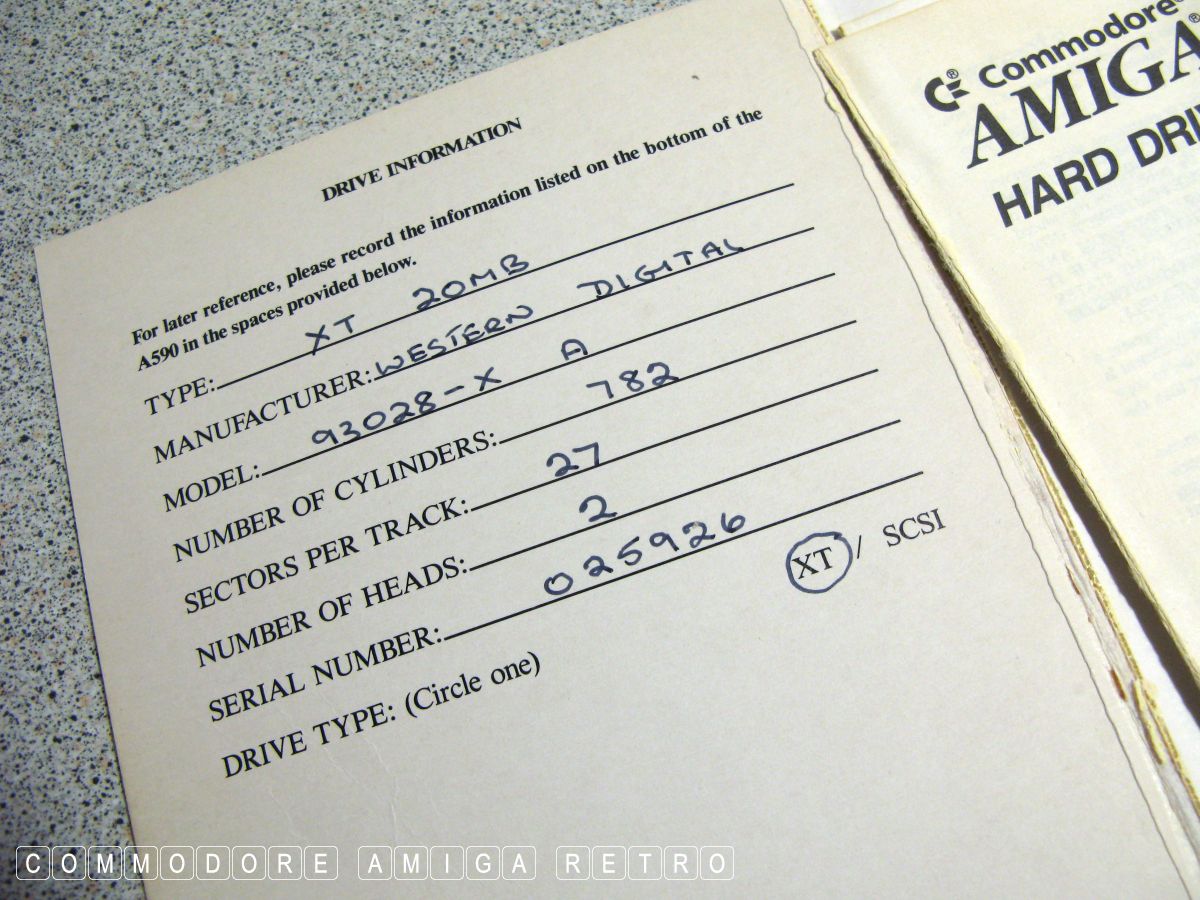 DRIVE INFORMATION
For later reference, please record the information listed on the bottom of the
A590 in the spaces provided below.
TYPE: XT 20MB
MANUFACTURER: WESTERN DIGITAL
MODEL: 93028-X A
NUMBER OF CYLINDERS: 782
SECTORS PER TRACK: 27
NUMBER OF HEADS: 2
SERIAL NUMBER: 025926
DRIVE TYPE: (Circle one) XT / SCSI
Commodore®
AMIGA®
HARD
COMMODORE AMIGA RETRO